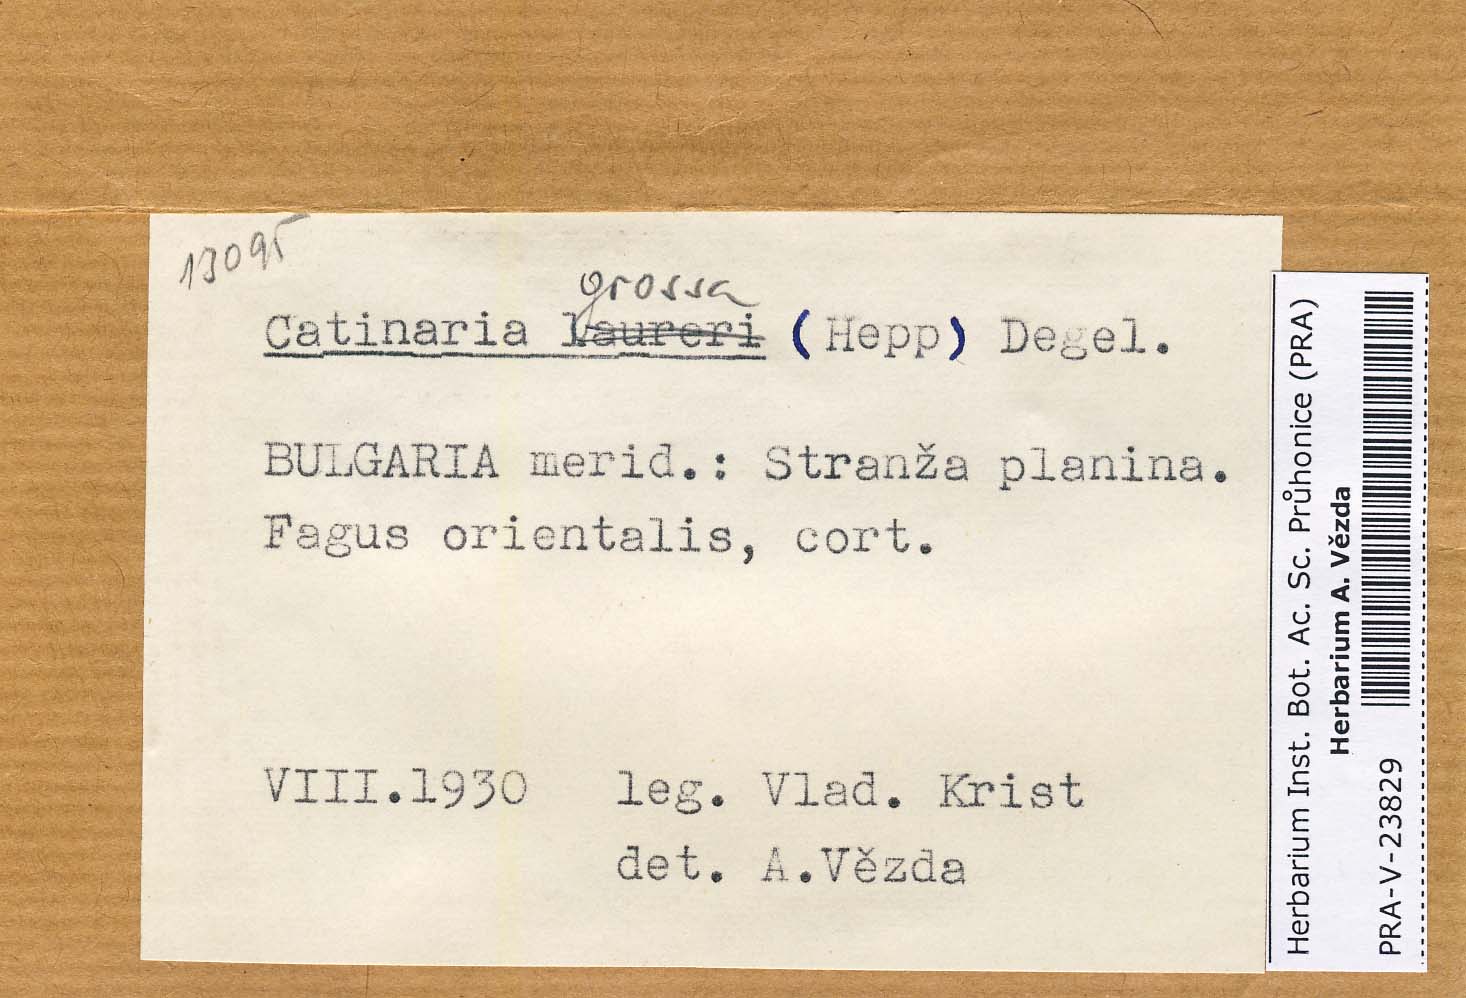 13095
grossa
Catinaria laureri (Hepp) Degel.
BULGARIA merid.: Stranža planina.
Fagus orientalis, cort.
VIII.1930 leg. Vlad. Krist
det. A.Vězda
Herbarium Inst. Bot. Ac. Sc. Průhonice (PRA)
Herbarium A. Vězda
PRA-V-23829